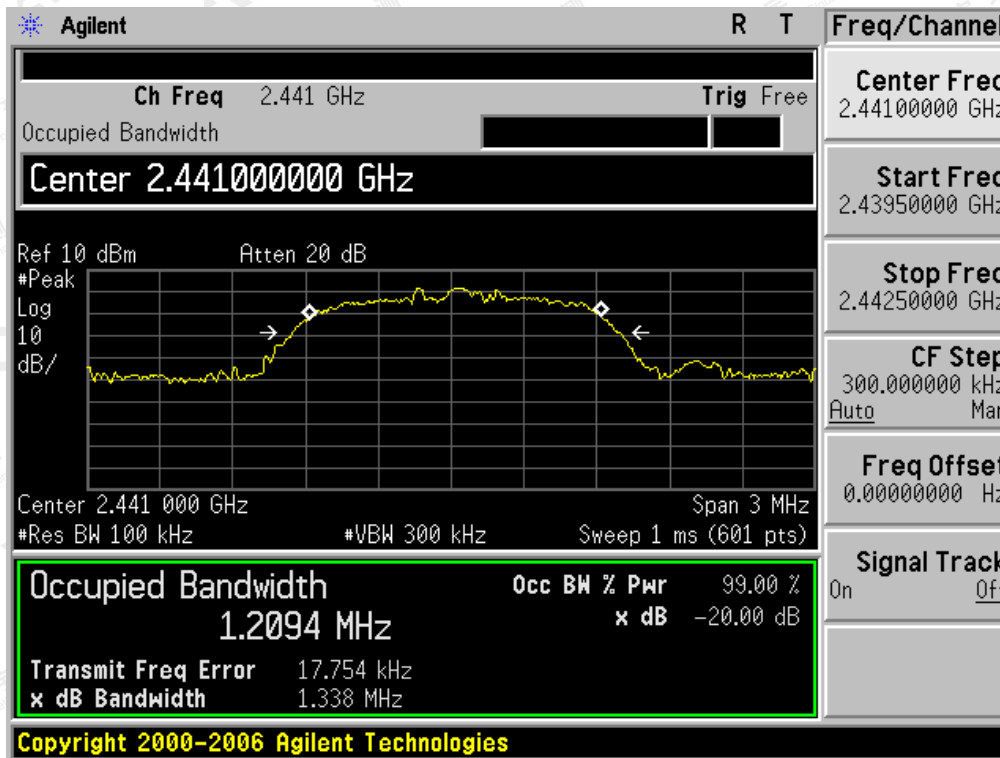 Agilent R T
Freq/Channel
Ch Freq 2.441 GHz Trig Free
Occupied Bandwidth
Center 2.441000000 GHz
Ref 10 dBm Atten 20 dB
#Peak
Log
10
dB/
Center 2.441 000 GHz Span 3 MHz
#Res BW 100 kHz #VBW 300 kHz Sweep 1 ms (601 pts)
Occupied Bandwidth
1.2094 MHz
Occ BW % Pwr 99.00 %
x dB -20.00 dB
Transmit Freq Error 17.754 kHz
x dB Bandwidth 1.338 MHz
Copyright 2000-2006 Agilent Technologies
Center Freq
2.44100000 GHz
Start Freq
2.43950000 GHz
Stop Freq
2.44250000 GHz
CF Step
300.000000 kHz
Auto Man
Freq Offset
0.00000000 Hz
Signal Track
On Off